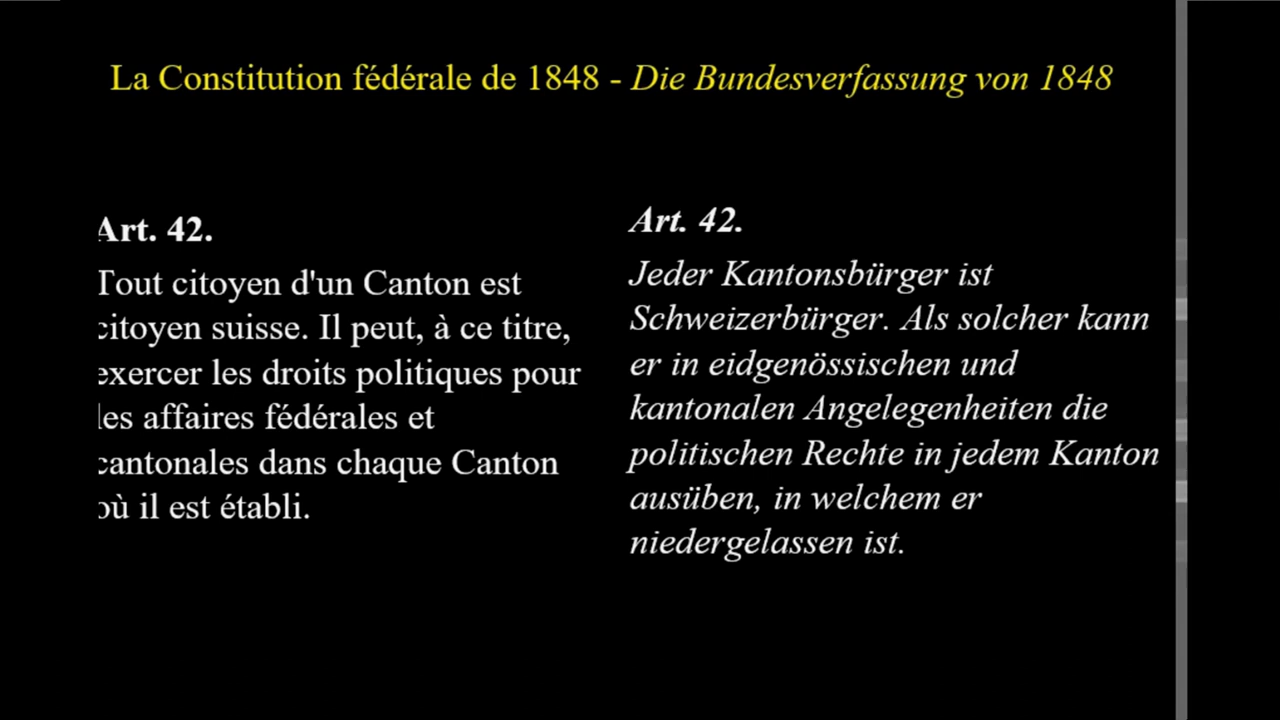 La Constitution fédérale de 1848 - Die Bundesverfassung von 1848
Art. 42.
Tout citoyen d'un Canton est
citoyen suisse. Il peut, à ce titre,
exercer les droits politiques pour
les affaires fédérales et
cantonales dans chaque Canton
où il est établi.
Art. 42.
Jeder Kantonsbürger ist
Schweizerbürger. Als solcher kann
er in eidgenössischen und
kantonalen Angelegenheiten die
politischen Rechte in jedem Kanton
ausüben, in welchem er
niedergelassen ist.